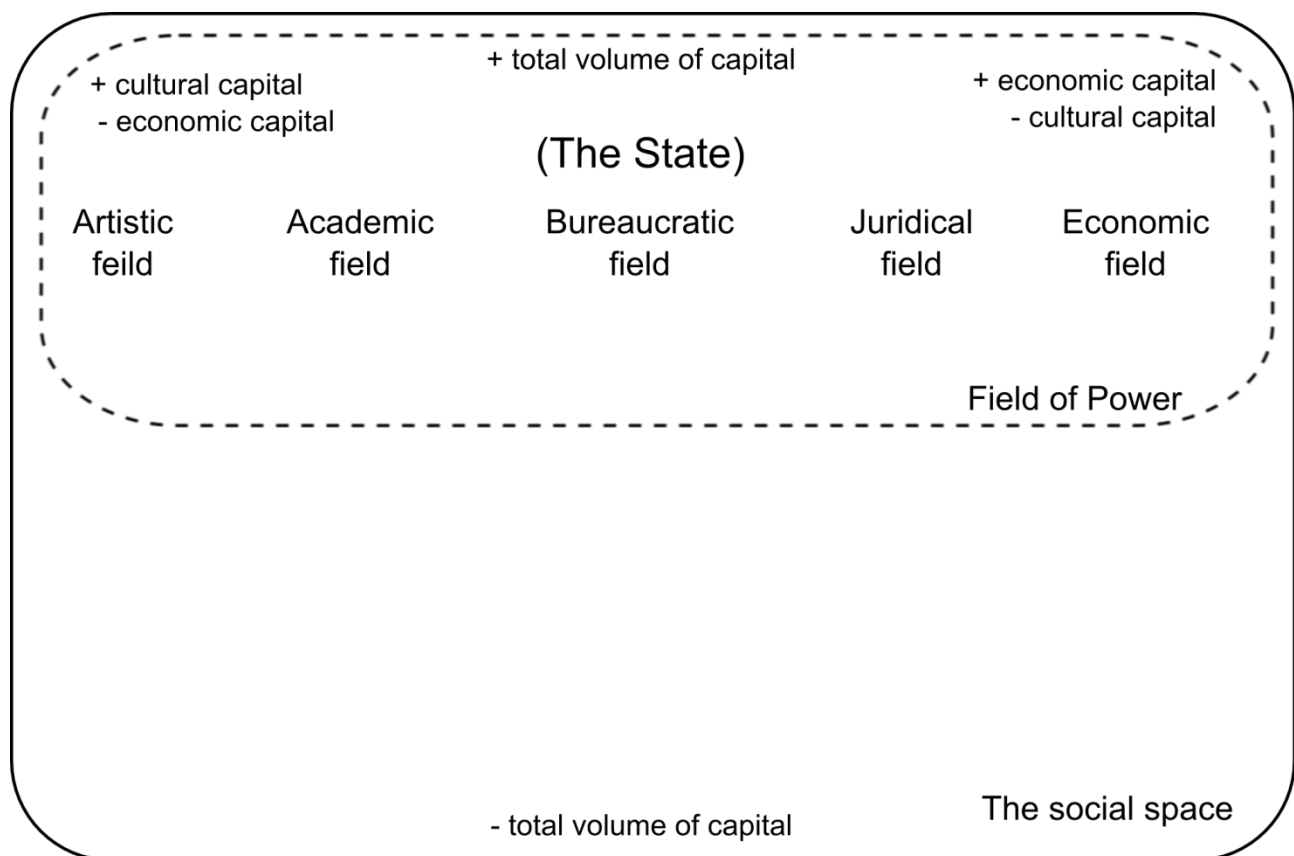 + total volume of capital
+ cultural capital
- economic capital
+ economic capital
- cultural capital
(The State)
Artistic
feild
Academic
field
Bureaucratic
field
Juridical
field
Economic
field
Field of Power
The social space
- total volume of capital